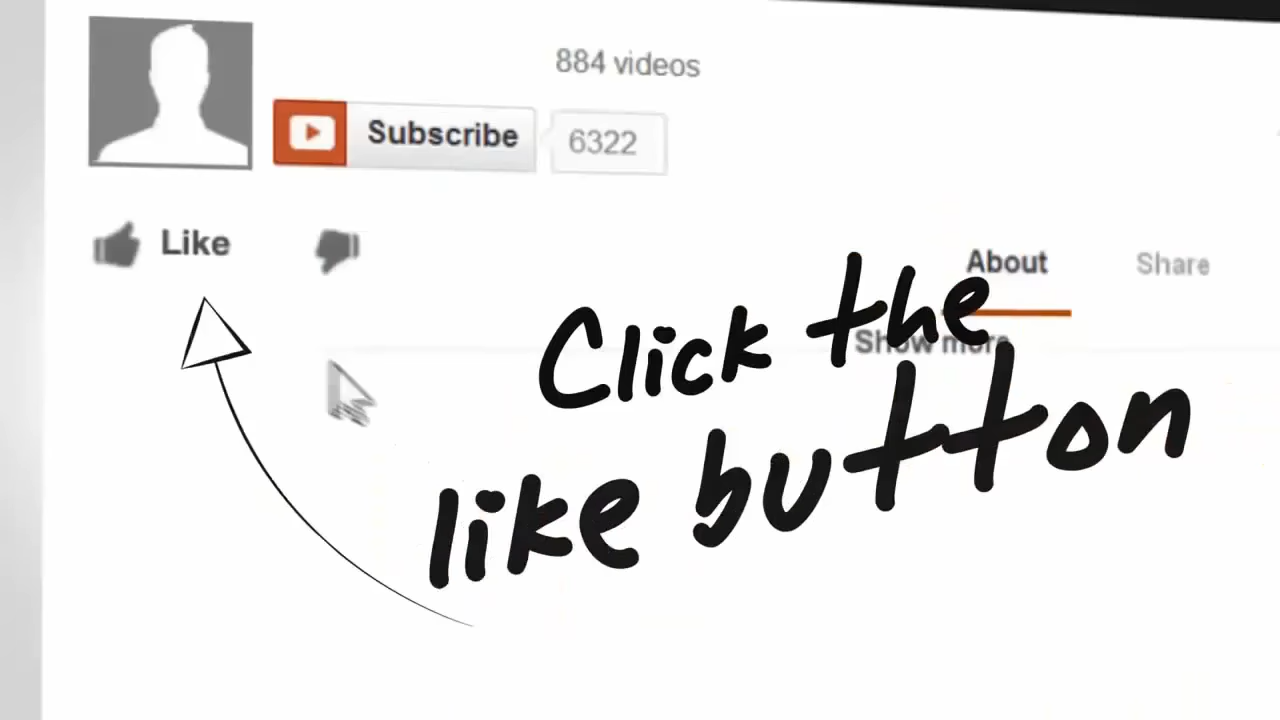 884 videos
Subscribe 6322
Like
About Share
Show more
Click the
like button